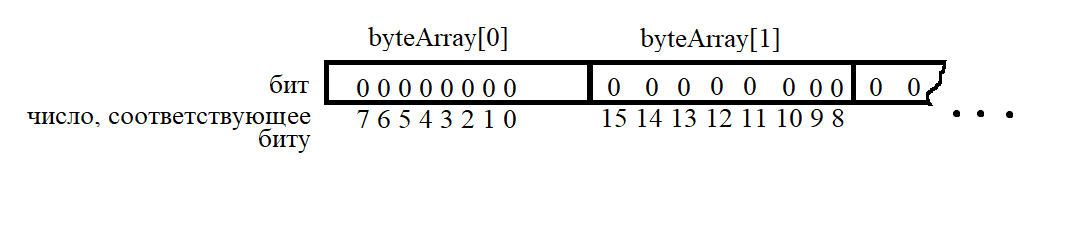 byteArray[0] byteArray[1]
бит 0 0 0 0 0 0 0 0 0 0 0 0 0 0 0 0 0 0
число, соответствующее 7 6 5 4 3 2 1 0 15 14 13 12 11 10 9 8 . . .
биту